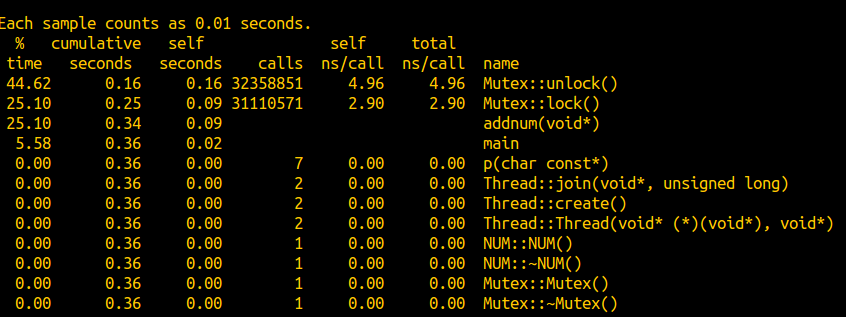 Each sample counts as 0.01 seconds.
  %   cumulative   self              self     total
 time   seconds   seconds    calls  ns/call  ns/call  name
 44.62      0.16     0.16 32358851     4.96     4.96  Mutex::unlock()
 25.10      0.25     0.09 31110571     2.90     2.90  Mutex::lock()
 25.10      0.34     0.09                             addnum(void*)
  5.58      0.36     0.02                             main
  0.00      0.36     0.00        7     0.00     0.00  p(char const*)
  0.00      0.36     0.00        2     0.00     0.00  Thread::join(void*, unsigned long)
  0.00      0.36     0.00        2     0.00     0.00  Thread::create()
  0.00      0.36     0.00        2     0.00     0.00  Thread::Thread(void* (*)(void*), void*)
  0.00      0.36     0.00        1     0.00     0.00  NUM::NUM()
  0.00      0.36     0.00        1     0.00     0.00  NUM::~NUM()
  0.00      0.36     0.00        1     0.00     0.00  Mutex::Mutex()
  0.00      0.36     0.00        1     0.00     0.00  Mutex::~Mutex()